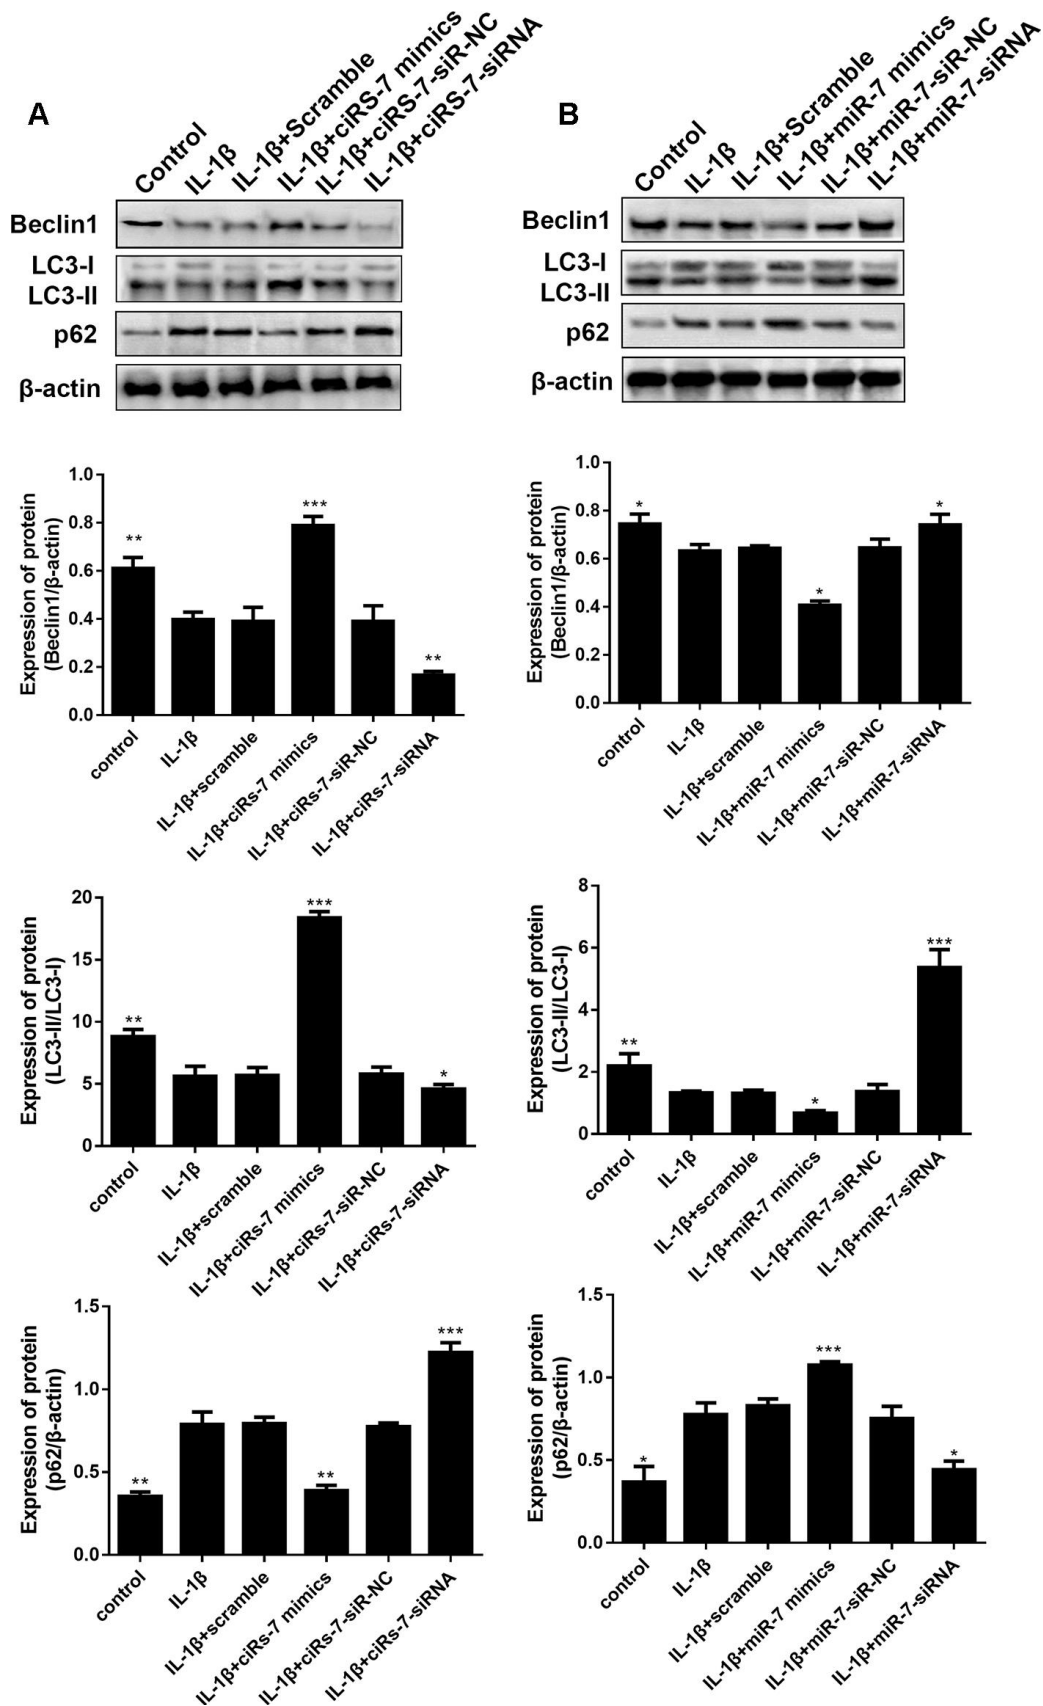 A
Control
IL-1β
IL-1β+Scramble
IL-1β+ciRS-7 mimics
IL-1β+ciRS-7-siR-NC
IL-1β+ciRS-7-siRNA
Beclin1
LC3-I
LC3-II
p62
β-actin
B
Control
IL-1β
IL-1β+Scramble
IL-1β+miR-7 mimics
IL-1β+miR-7-siR-NC
IL-1β+miR-7-siRNA
Beclin1
LC3-I
LC3-II
p62
β-actin
Expression of protein
(Beclin1/β-actin)
1.0
0.8
0.6
0.4
0.2
0.0
**
***
**
control
IL-1β
IL-1β+scramble
IL-1β+ciRs-7 mimics
IL-1β+ciRs-7-siR-NC
IL-1β+ciRs-7-siRNA
Expression of protein
(Beclin1/β-actin)
1.0
0.8
0.6
0.4
0.2
0.0
*
*
*
control
IL-1β
IL-1β+scramble
IL-1β+miR-7 mimics
IL-1β+miR-7-siR-NC
IL-1β+miR-7-siRNA
Expression of protein
(LC3-II/LC3-I)
20
15
10
5
0
**
***
*
control
IL-1β
IL-1β+scramble
IL-1β+ciRs-7 mimics
IL-1β+ciRs-7-siR-NC
IL-1β+ciRs-7-siRNA
Expression of protein
(LC3-II/LC3-I)
8
6
4
2
0
**
*
***
control
IL-1β
IL-1β+scramble
IL-1β+miR-7 mimics
IL-1β+miR-7-siR-NC
IL-1β+miR-7-siRNA
Expression of protein
(p62/β-actin)
1.5
1.0
0.5
0.0
**
**
***
control
IL-1β
IL-1β+scramble
IL-1β+ciRs-7 mimics
IL-1β+ciRs-7-siR-NC
IL-1β+ciRs-7-siRNA
Expression of protein
(p62/β-actin)
1.5
1.0
0.5
0.0
*
***
*
control
IL-1β
IL-1β+scramble
IL-1β+miR-7 mimics
IL-1β+miR-7-siR-NC
IL-1β+miR-7-siRNA